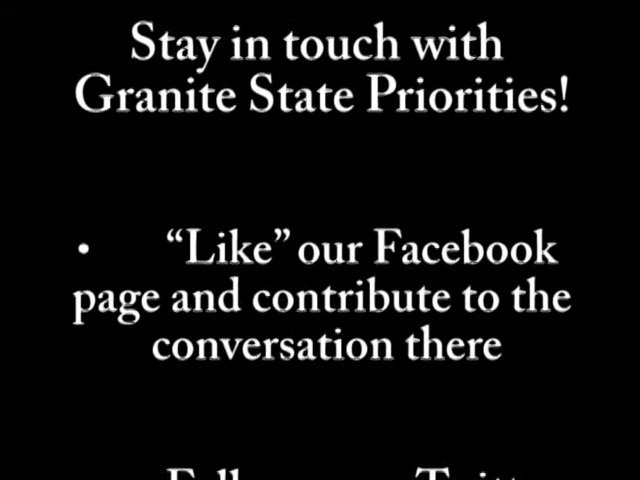 Stay in touch with
Granite State Priorities!
• “Like” our Facebook
page and contribute to the
conversation there